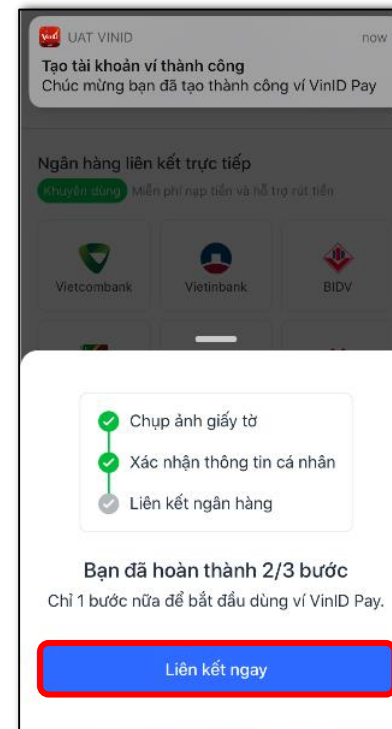 UAT VINID
now
Tạo tài khoản ví thành công
Chúc mừng bạn đã tạo thành công ví VinID Pay
Ngân hàng liên kết trực tiếp
Khuyên dùng Miễn phí nạp tiền và hỗ trợ rút tiền
Vietcombank
Vietinbank
BIDV
Chụp ảnh giấy tờ
Xác nhận thông tin cá nhân
Liên kết ngân hàng
Bạn đã hoàn thành 2/3 bước
Chỉ 1 bước nữa để bắt đầu dùng ví VinID Pay.
Liên kết ngay